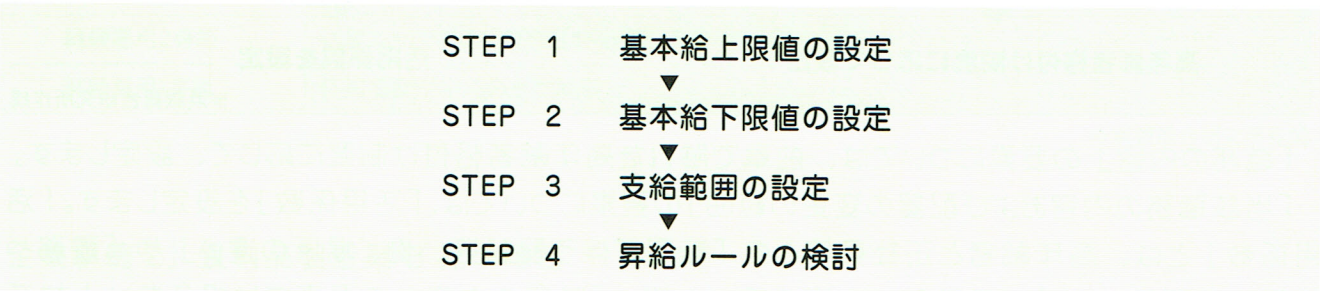 STEP 1 基本給上限値の設定
▼
STEP 2 基本給下限値の設定
▼
STEP 3 支給範囲の設定
▼
STEP 4 昇給ルールの検討